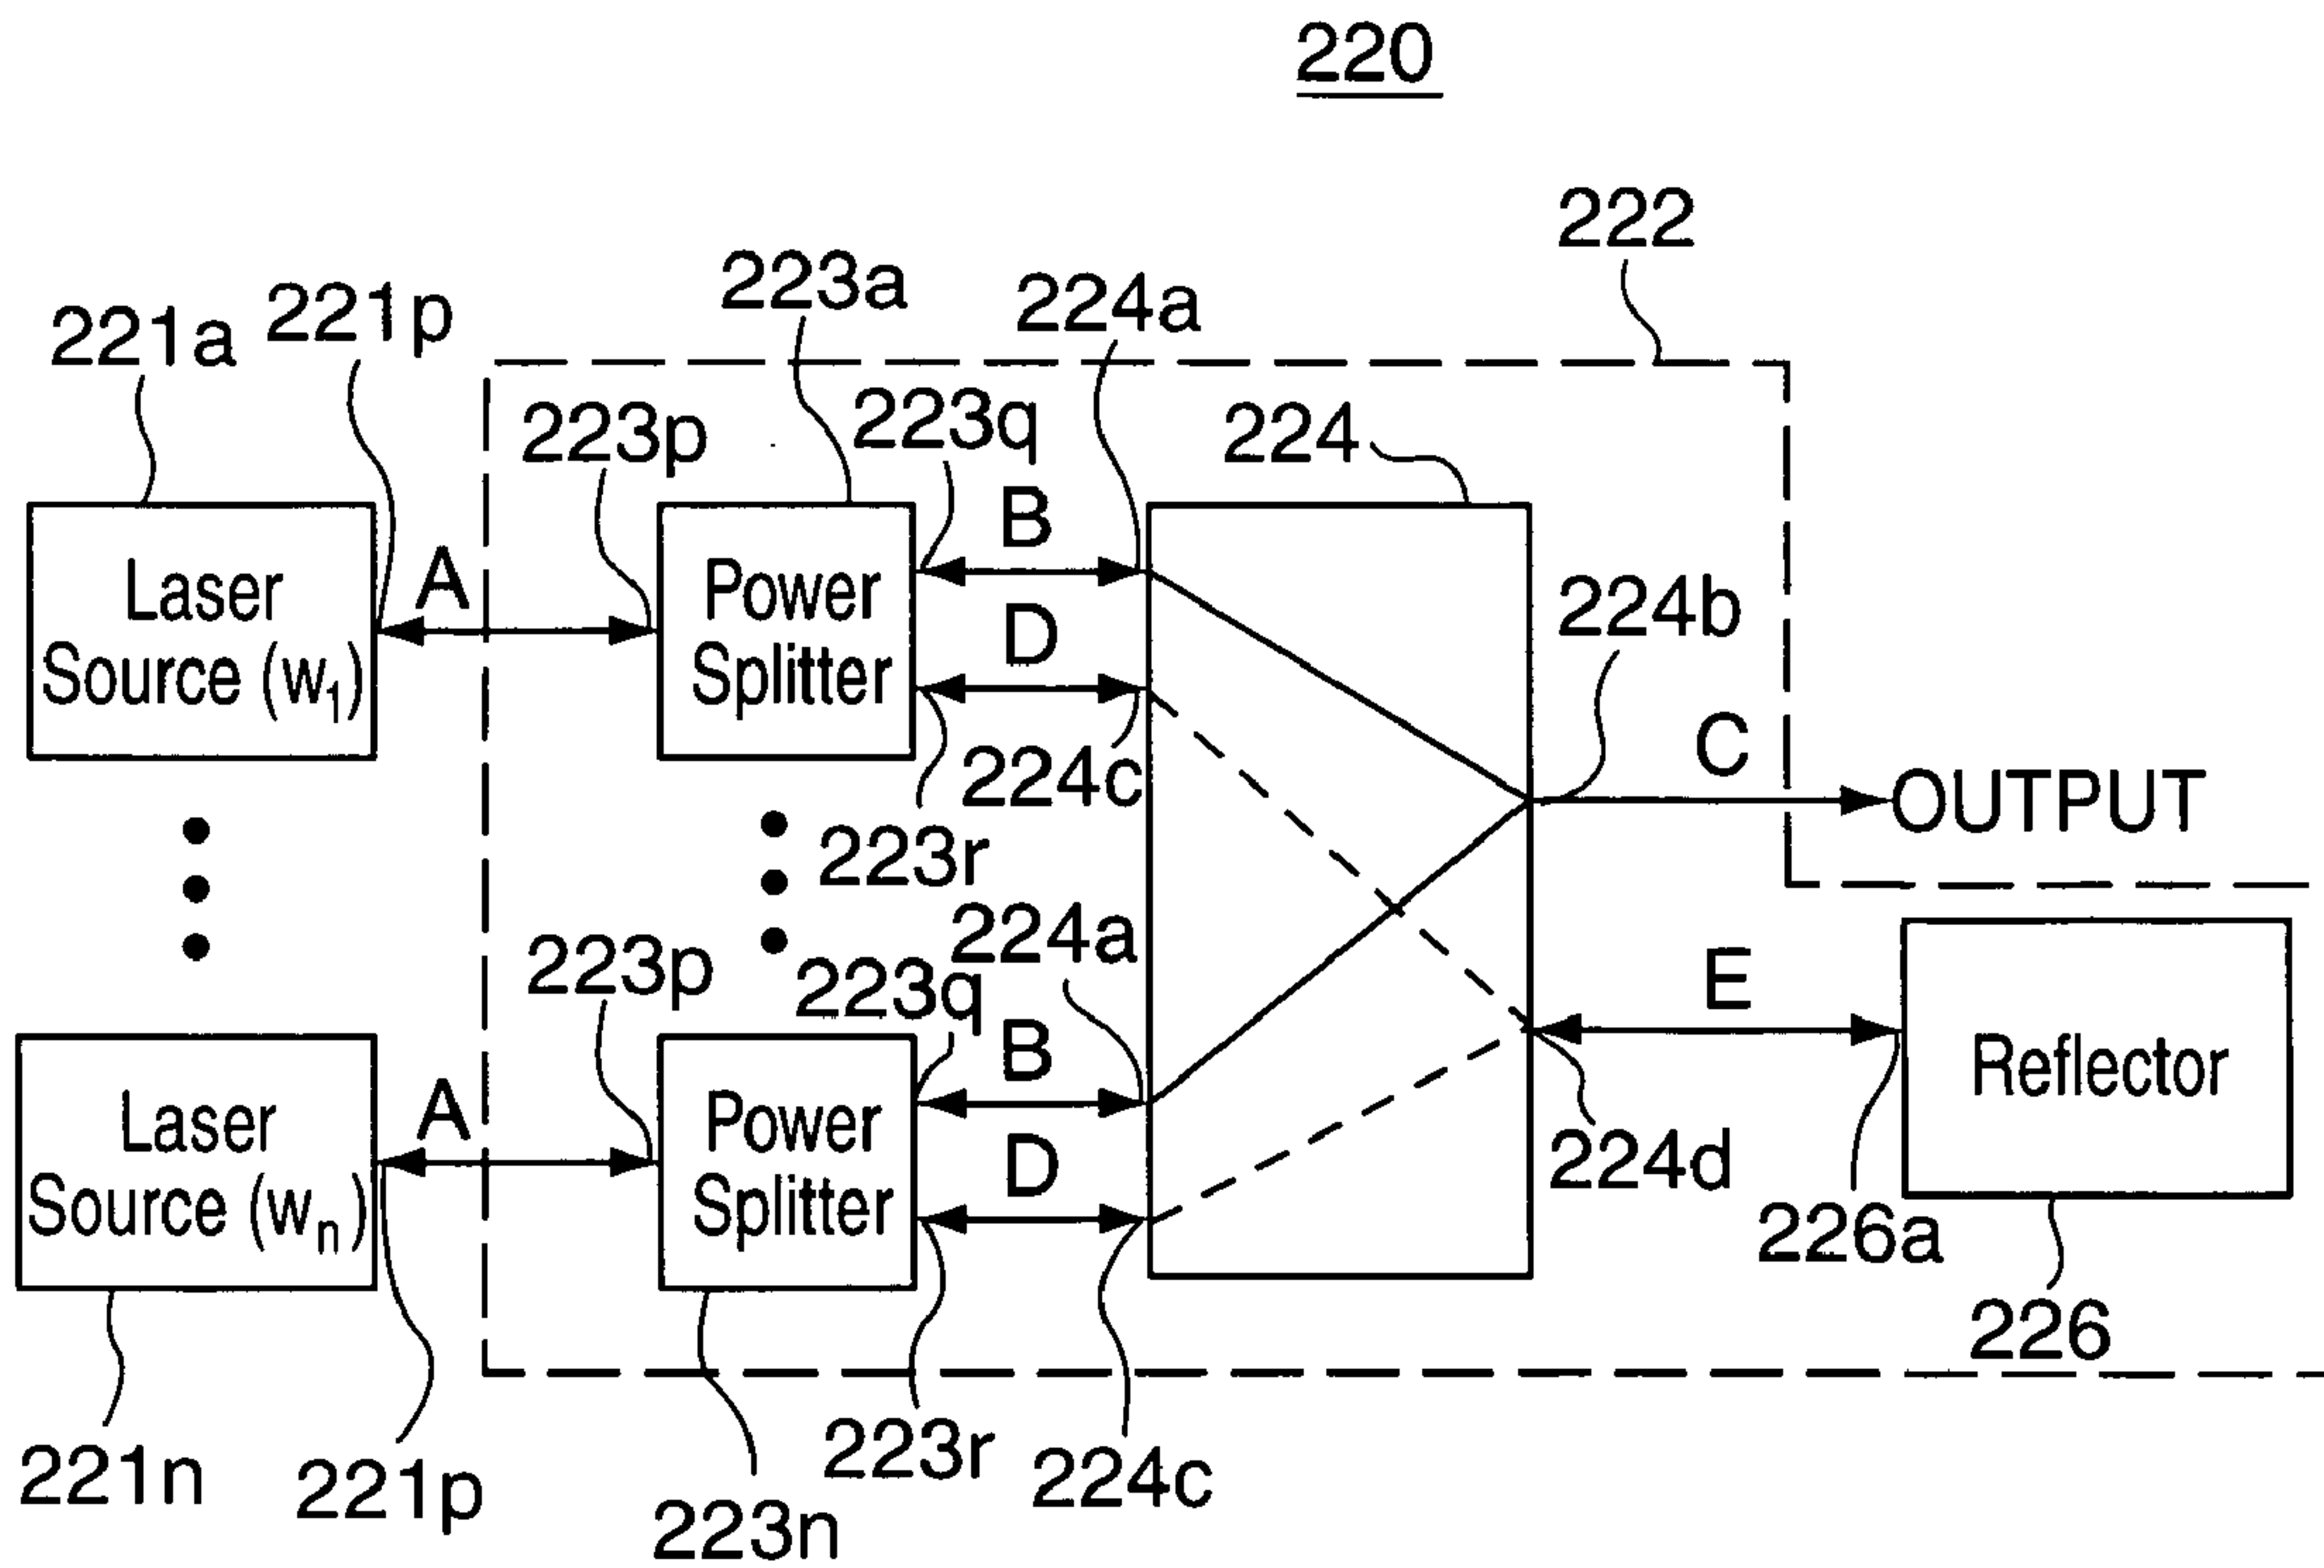 220
222
223a
224a
221p
221a
223p
223q
224
B
Laser
Source (w1)
A
Power
Splitter
D
224b
C
224c
OUTPUT
223r
224a
223p
223q
E
B
Reflector
Laser
Source (wn)
A
Power
Splitter
D
224d
226a
226
221n
221p
223r
224c
223n